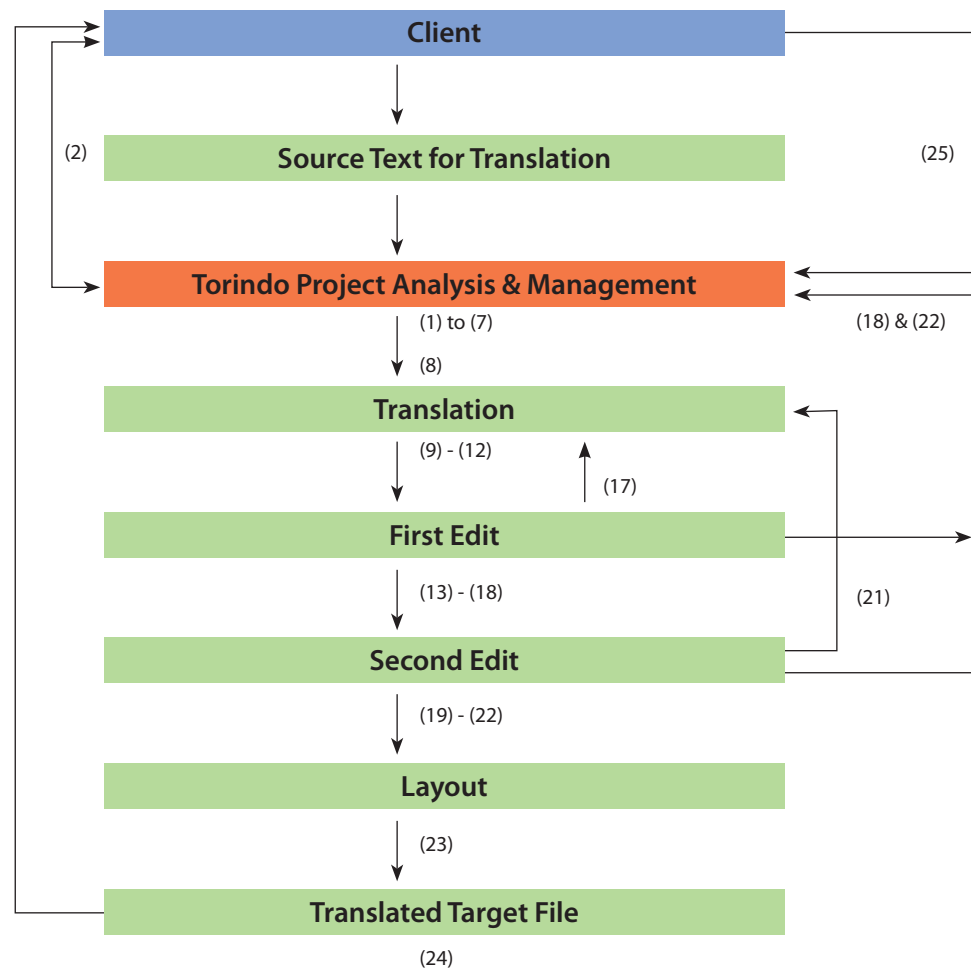 Client
(2)
(25)
Source Text for Translation
Torindo Project Analysis & Management
(1) to (7)
(18) & (22)
(8)
Translation
(9) - (12)
(17)
First Edit
(13) - (18)
(21)
Second Edit
(19) - (22)
Layout
(23)
Translated Target File
(24)